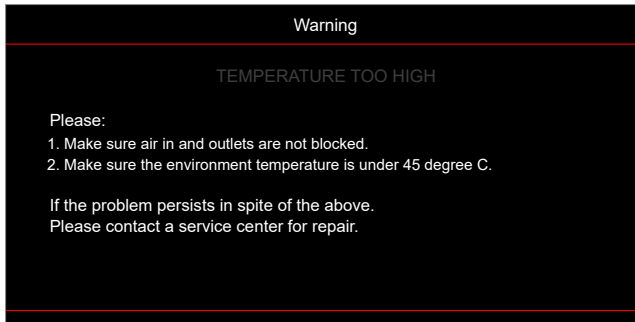 Warning
TEMPERATURE TOO HIGH
Please:
1. Make sure air in and outlets are not blocked.
2. Make sure the environment temperature is under 45 degree C.
If the problem persists in spite of the above.
Please contact a service center for repair.